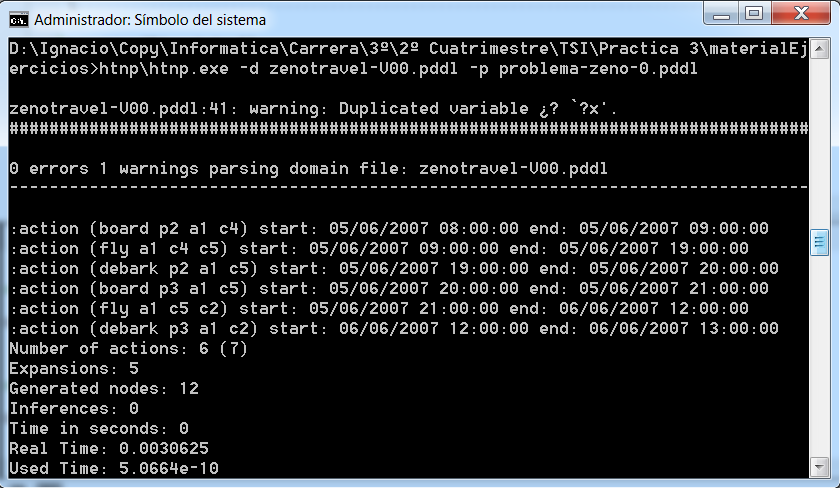 Administrador: Símbolo del sistema
D:\Ignacio\Copy\Informatica\Carrera\3º\2º Cuatrimestre\TSI\Practica 3\materialEj
ercicios>htnp\htnp.exe -d zenotravel-V00.pddl -p problema-zeno-0.pddl
zenotravel-V00.pddl:41: warning: Duplicated variable ¿? `?x'.
################################################################################
0 errors 1 warnings parsing domain file: zenotravel-V00.pddl
--------------------------------------------------------------------------------
:action (board p2 a1 c4) start: 05/06/2007 08:00:00 end: 05/06/2007 09:00:00
:action (fly a1 c4 c5) start: 05/06/2007 09:00:00 end: 05/06/2007 19:00:00
:action (debark p2 a1 c5) start: 05/06/2007 19:00:00 end: 05/06/2007 20:00:00
:action (board p3 a1 c5) start: 05/06/2007 20:00:00 end: 05/06/2007 21:00:00
:action (fly a1 c5 c2) start: 05/06/2007 21:00:00 end: 06/06/2007 12:00:00
:action (debark p3 a1 c2) start: 06/06/2007 12:00:00 end: 06/06/2007 13:00:00
Number of actions: 6 (7)
Expansions: 5
Generated nodes: 12
Inferences: 0
Time in seconds: 0
Real Time: 0.0030625
Used Time: 5.0664e-10